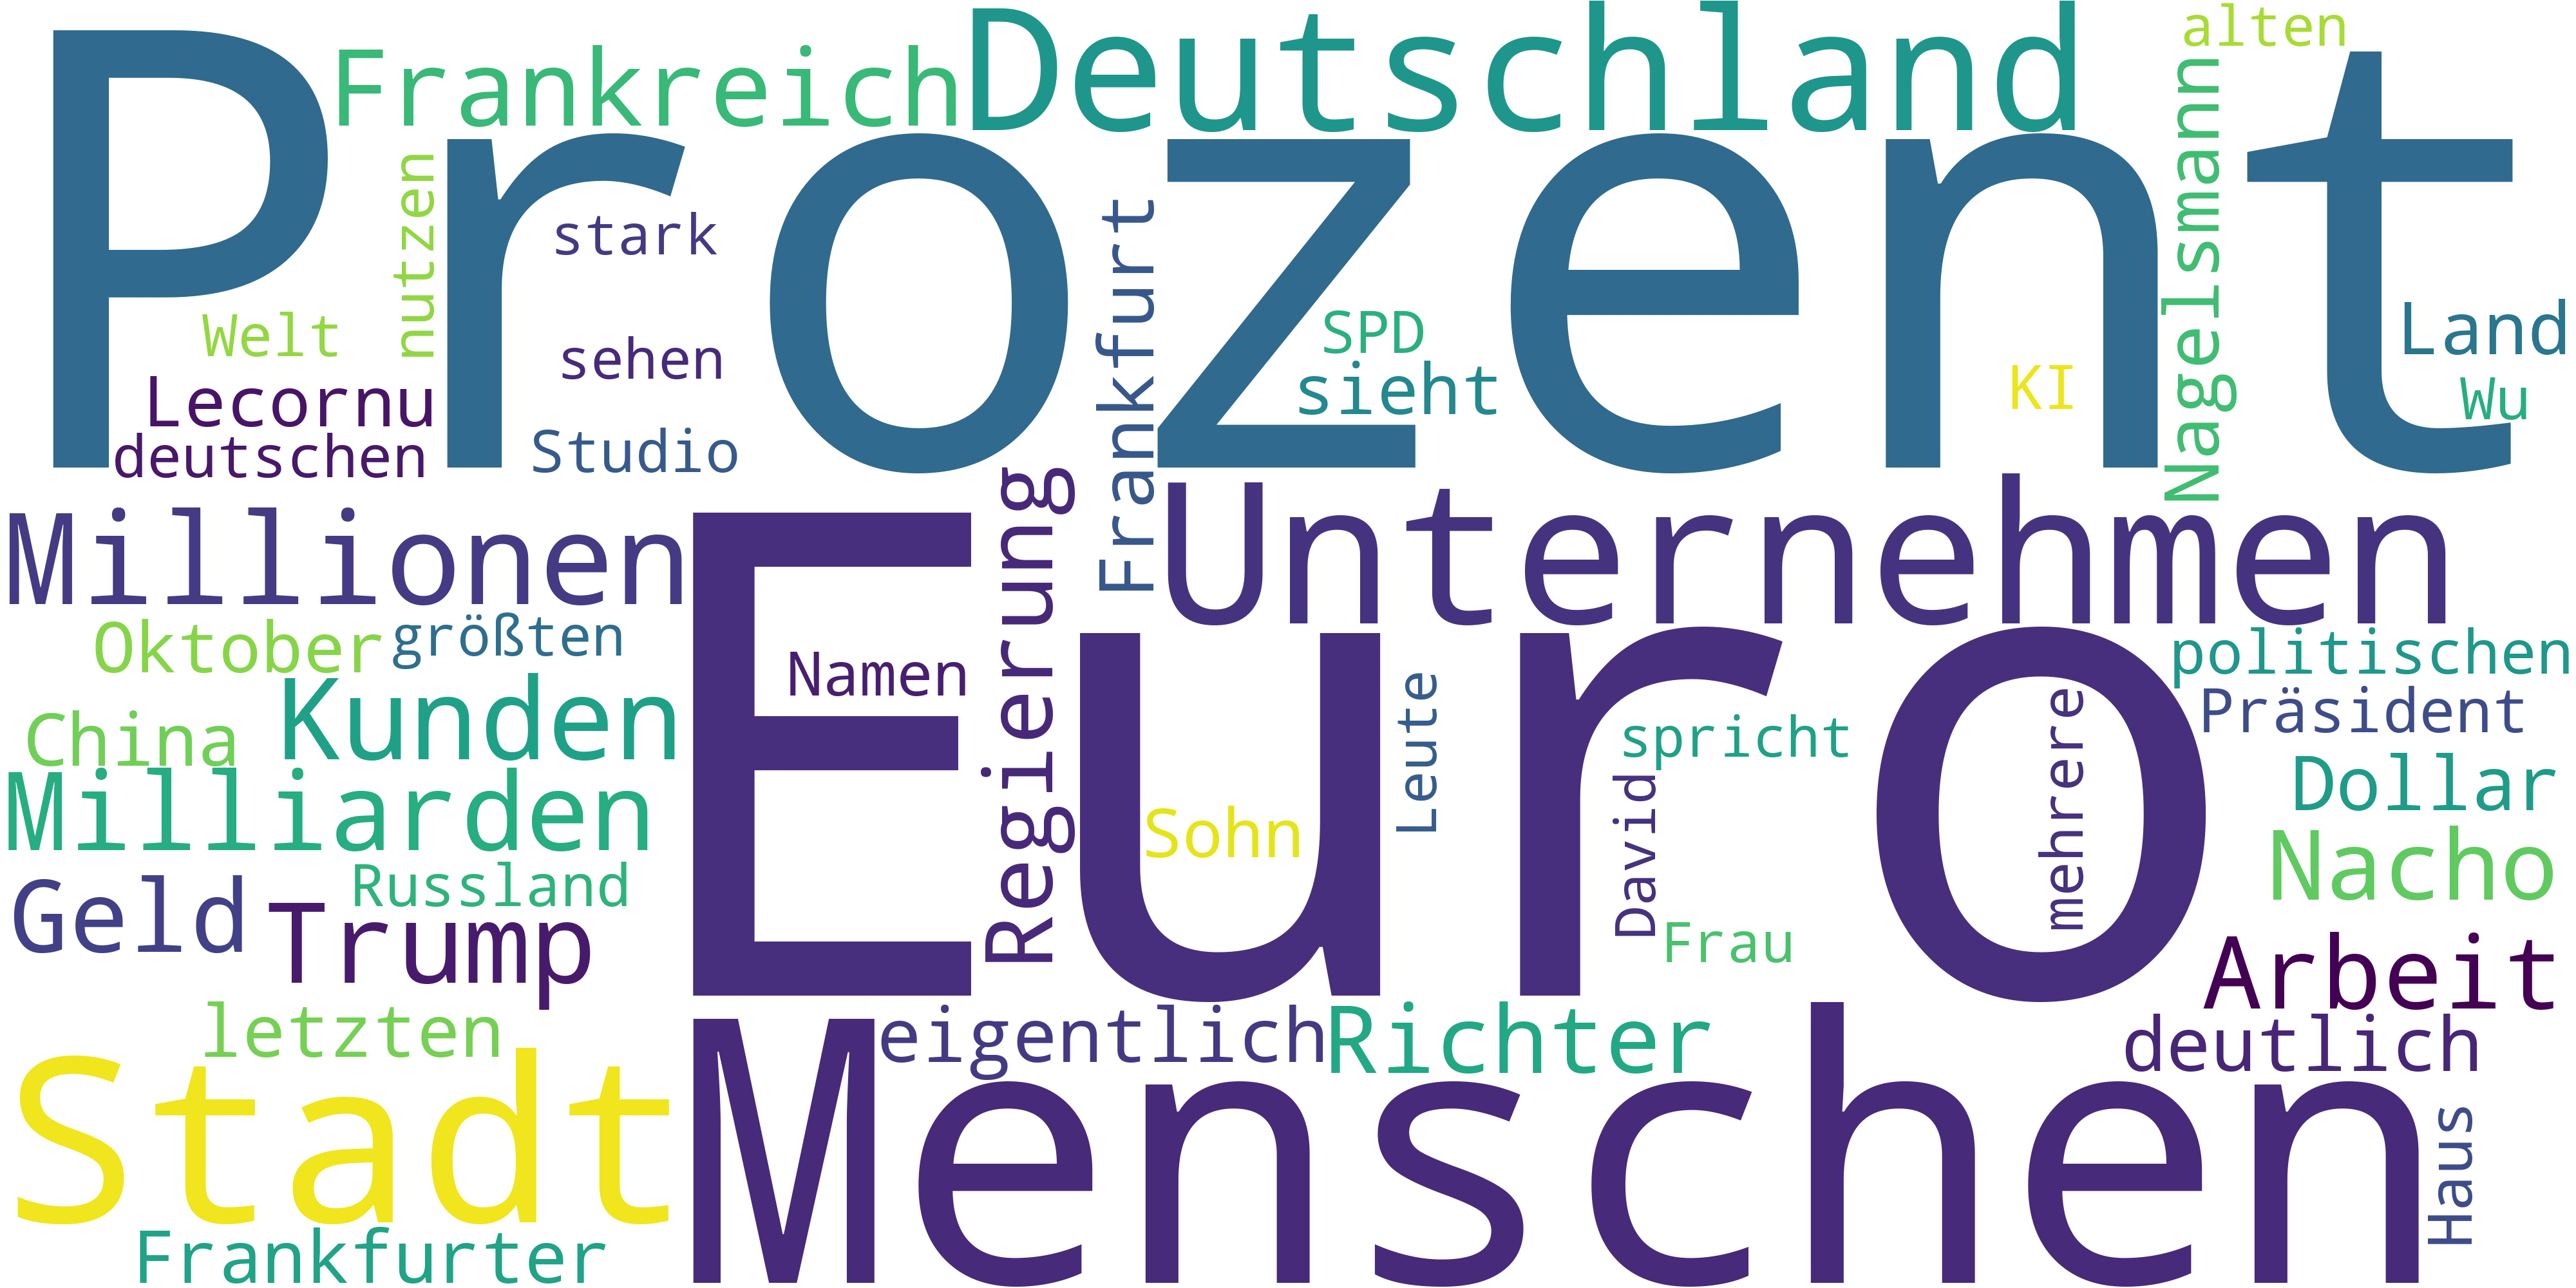 Prozent
Deutschland
Frankreich
alten
Nagelsmann
nutzen
stark
Frankfurt
SPD
Welt
sehen
sieht
KI
Land
Wu
Lecornu
deutschen
Studio
Millionen
Euro
Regierung
Unternehmen
Oktober
größten
Namen
Leute
politischen
China
Kunden
spricht
mehrere
Präsident
Milliarden
Sohn
David
Dollar
Geld
Russland
Trump
Frau
Nacho
Arbeit
letzten
eigentlich
Richter
deutlich
Stadt
Menschen
Haus
Frankfurter